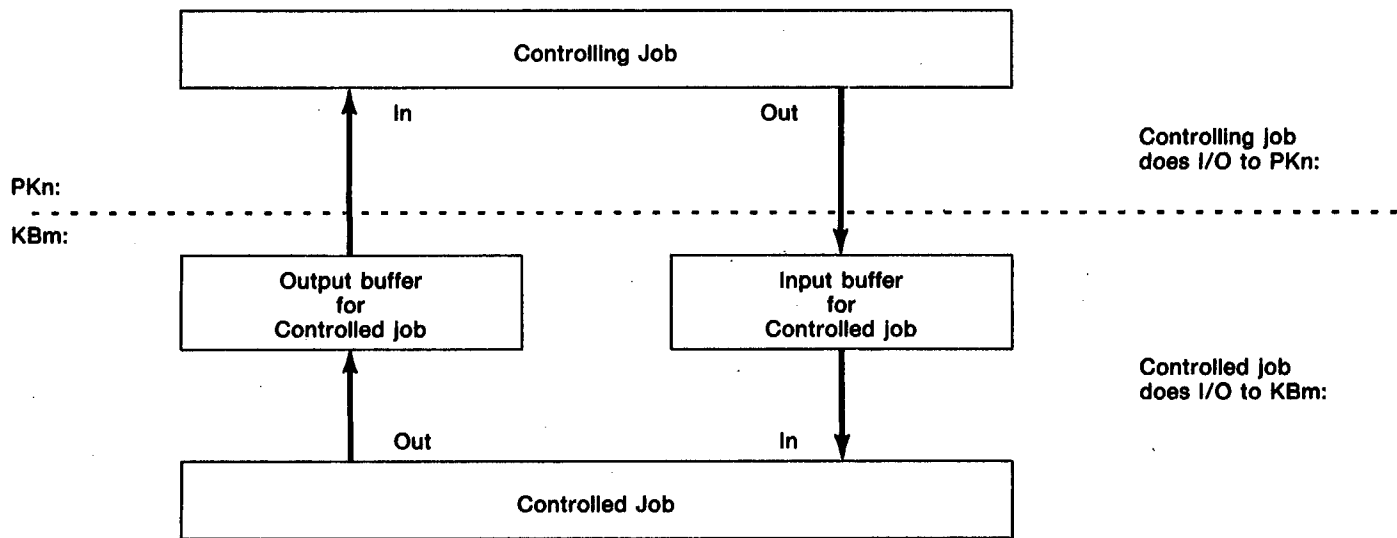 Controlling Job
In
Out
Controlling job
does I/O to PKn:
PKn:
KBm:
Output buffer
for
Controlled job
Input buffer
for
Controlled job
Controlled job
does I/O to KBm:
Out
In
Controlled Job